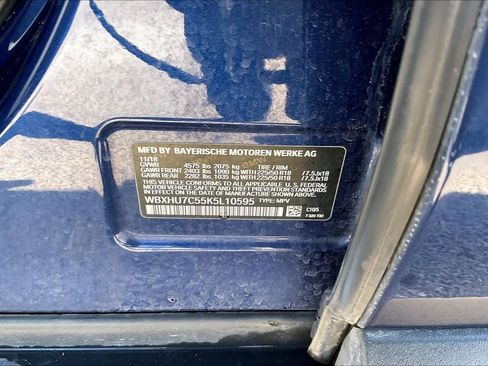 MFD BY BAYERISCHE MOTOREN WERKE AG
11/18
GVWR 4575 lbs 2075 kg TIRE / RIM
GAWR FRONT 2403 lbs 1090 kg WITH 225/50 R18 /7.5Jx18
GAWR REAR 2282 lbs 1035 kg WITH 225/50 R18 /7.5Jx18
THIS VEHICLE CONFORMS TO ALL APPLICABLE U.S. FEDERAL MOTOR
VEHICLE SAFETY, BUMPER, AND THEFT PREVENTION STANDARDS
IN EFFECT ON THE DATE OF MANUFACTURE SHOWN ABOVE.
WBXHU7C55K5L10595 TYPE: MPV C10/5